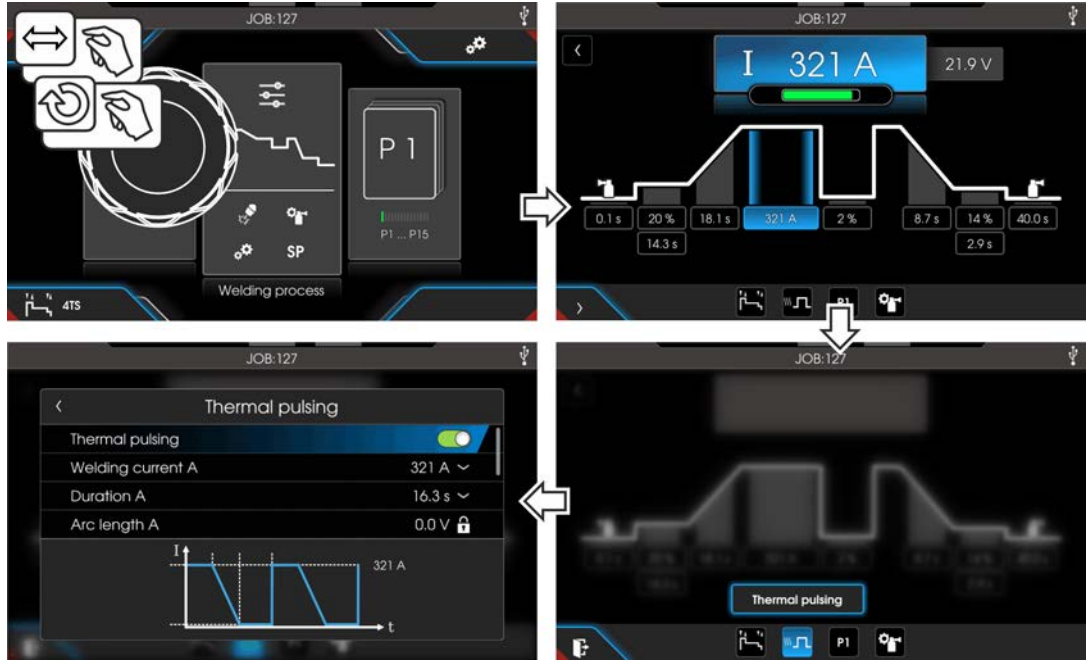 JOB:127
P 1
P1 ... P15
SP
Welding process
4TS
JOB:127
I 321 A
21.9 V
0.1 s 20 % 18.1 s 321 A 2 % 8.7 s 14 % 40.0 s
14.3 s 2.9 s
P1
JOB:127
Thermal pulsing
Thermal pulsing
Welding current A 321 A
Duration A 16.3 s
Arc length A 0.0 V
I
321 A
t
JOB:127
Thermal pulsing
P1